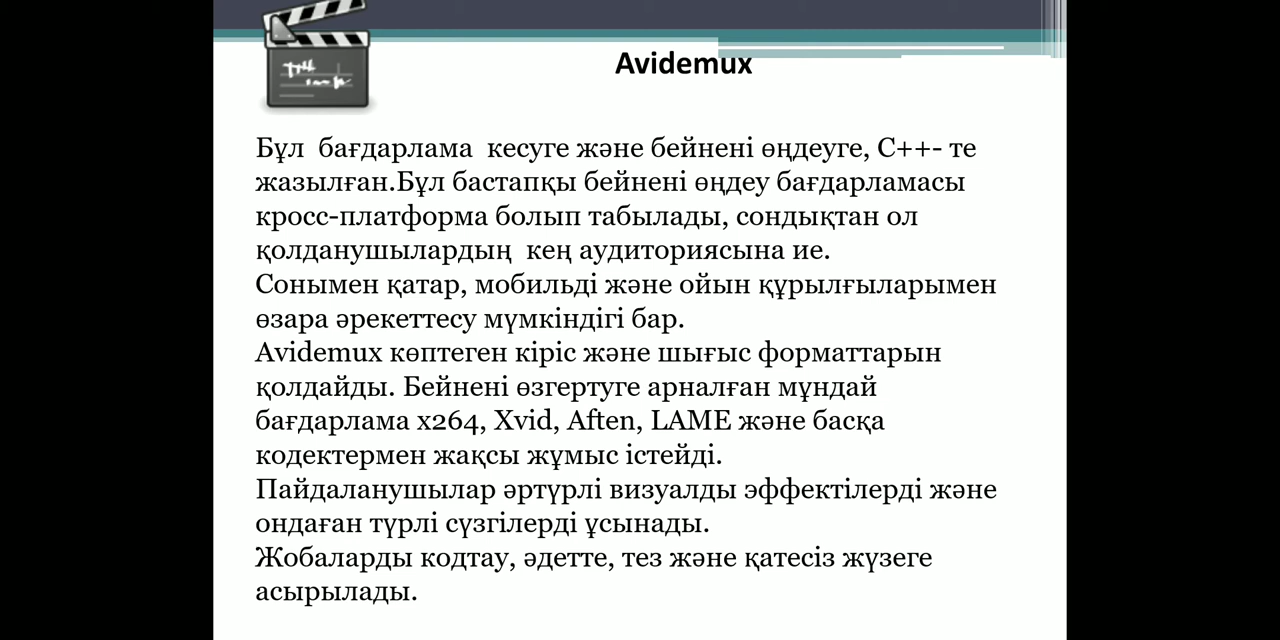 Avidemux
Бұл бағдарлама кесуге және бейнені өңдеуге, С++- те
жазылған.Бұл бастапқы бейнені өңдеу бағдарламасы
кросс-платформа болып табылады, сондықтан ол
қолданушылардың кең аудиториясына ие.
Сонымен қатар, мобильді және ойын құрылғыларымен
өзара әрекеттесу мүмкіндігі бар.
Avidemux көптеген кіріс және шығыс форматтарын
қолдайды. Бейнені өзгертуге арналған мұндай
бағдарлама x264, Xvid, Aften, LAME және басқа
кодектермен жақсы жұмыс істейді.
Пайдаланушылар әртүрлі визуалды эффектілерді және
ондаған түрлі сүзгілерді ұсынады.
Жобаларды кодтау, әдетте, тез және қатесіз жүзеге
асырылады.